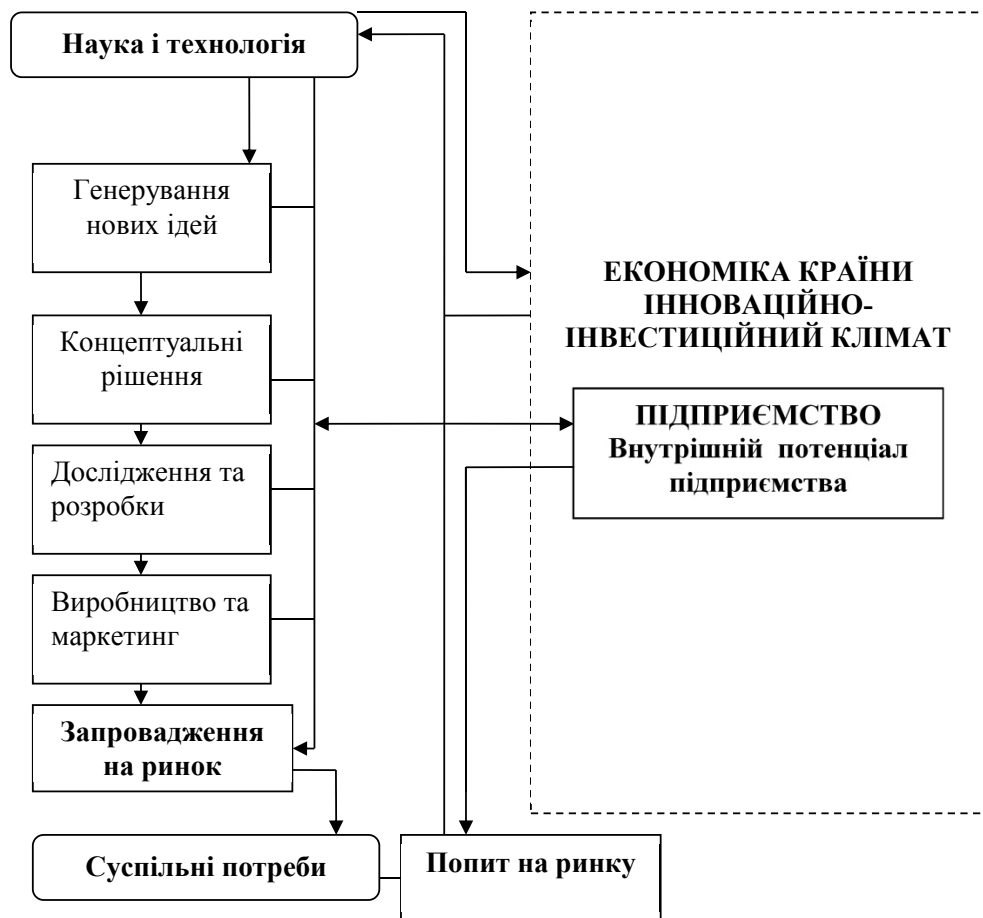 Наука і технологія
Генерування
нових ідей
Концептуальні
рішення
Дослідження та
розробки
Виробництво та
маркетинг
Запровадження
на ринок
Суспільні потреби
Попит на ринку
ЕКОНОМІКА КРАЇНИ
ІННОВАЦІЙНО-
ІНВЕСТИЦІЙНИЙ КЛІМАТ
ПІДПРИЄМСТВО
Внутрішній потенціал
підприємства